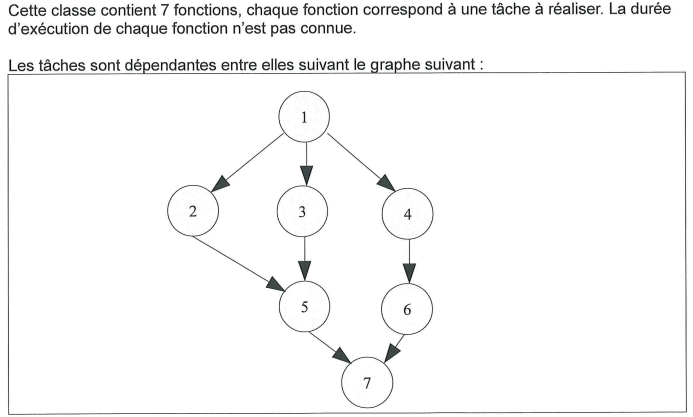 Cette classe contient 7 fonctions, chaque fonction correspond à une tâche à réaliser. La durée
d'exécution de chaque fonction n'est pas connue.
Les tâches sont dépendantes entre elles suivant le graphe suivant :
1
2
3
4
5
6
7